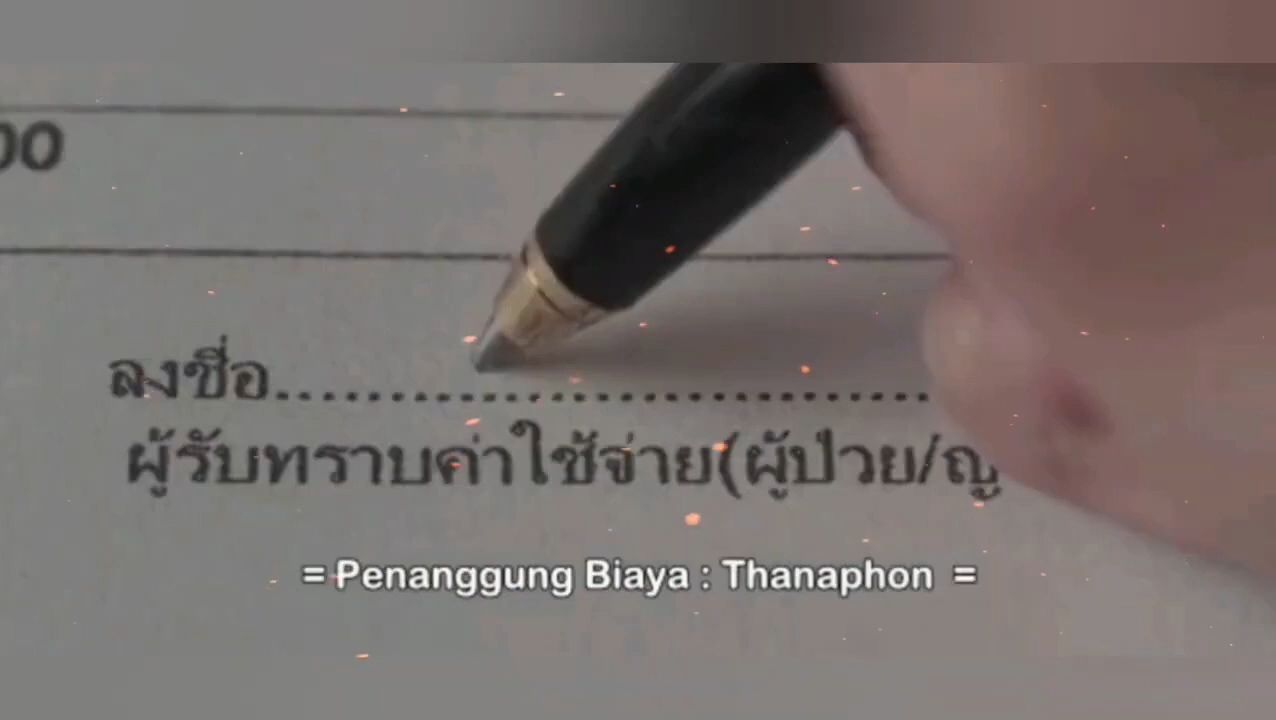 00
ลงชื่อ........................................
ผู้รับทราบค่าใช้จ่าย(ผู้ป่วย/ญ
= Penanggung Biaya : Thanaphon =